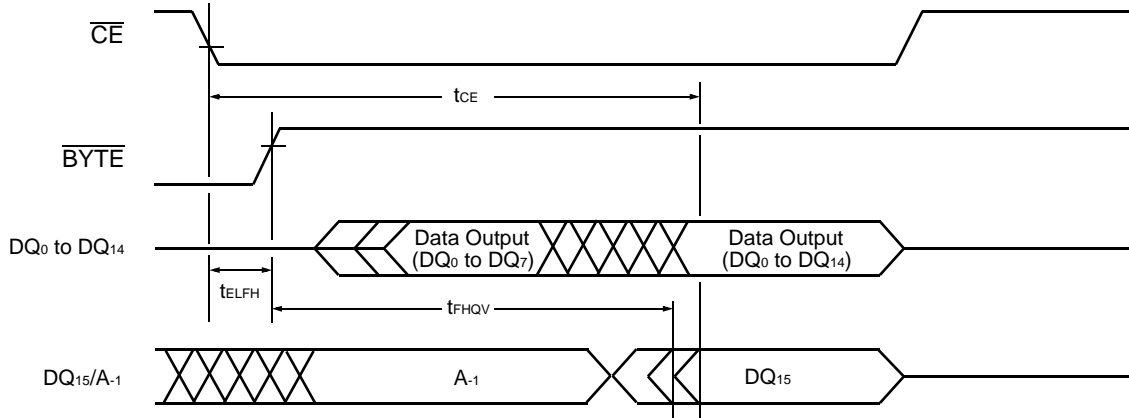 CE
tCE
BYTE
DQ0 to DQ14
Data Output
(DQ0 to DQ7)
Data Output
(DQ0 to DQ14)
tELFH
tFHQV
DQ15/A-1
A-1
DQ15